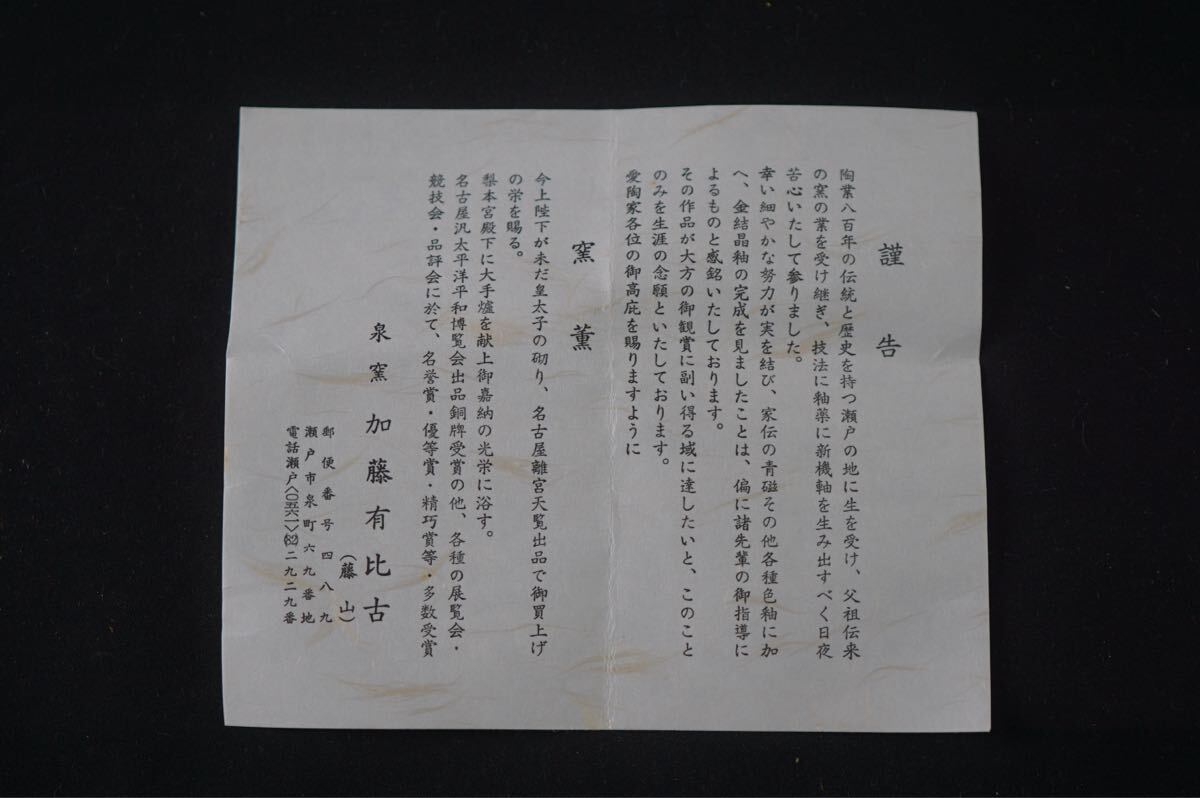 謹告
陶業八百年の伝統と歴史を持つ瀬戸の地に生を受け、父祖伝来
の窯の業を受け継ぎ、技法に釉薬に新機軸を生み出すべく日夜
苦心いたして参りました。
幸い細やかな努力が実を結び、家伝の青磁その他各種色釉に加
へ、金結晶釉の完成を見ましたことは、偏に諸先輩の御指導に
よるものと感銘いたしております。
その作品が大方の御観賞に副い得る域に達したいと、このこと
のみを生涯の念願といたしております。
愛陶家各位の御高庇を賜りますように
窯薫
今上陛下が未だ皇太子の砌り、名古屋離宮天覧出品で御買上げ
の栄を賜る。
梨本宮殿下に大手爐を献上御嘉納の光栄に浴す。
名古屋汎太平洋平和博覧会出品銅牌受賞の他、各種の展覧会・
競技会・品評会に於て、名誉賞・優等賞・精巧賞等・多数受賞
泉窯 加藤有比古
(藤山)
郵便番号四八九
瀬戸市泉町六九番地
電話瀬戸〈〇五六一〉(82)二九二九番